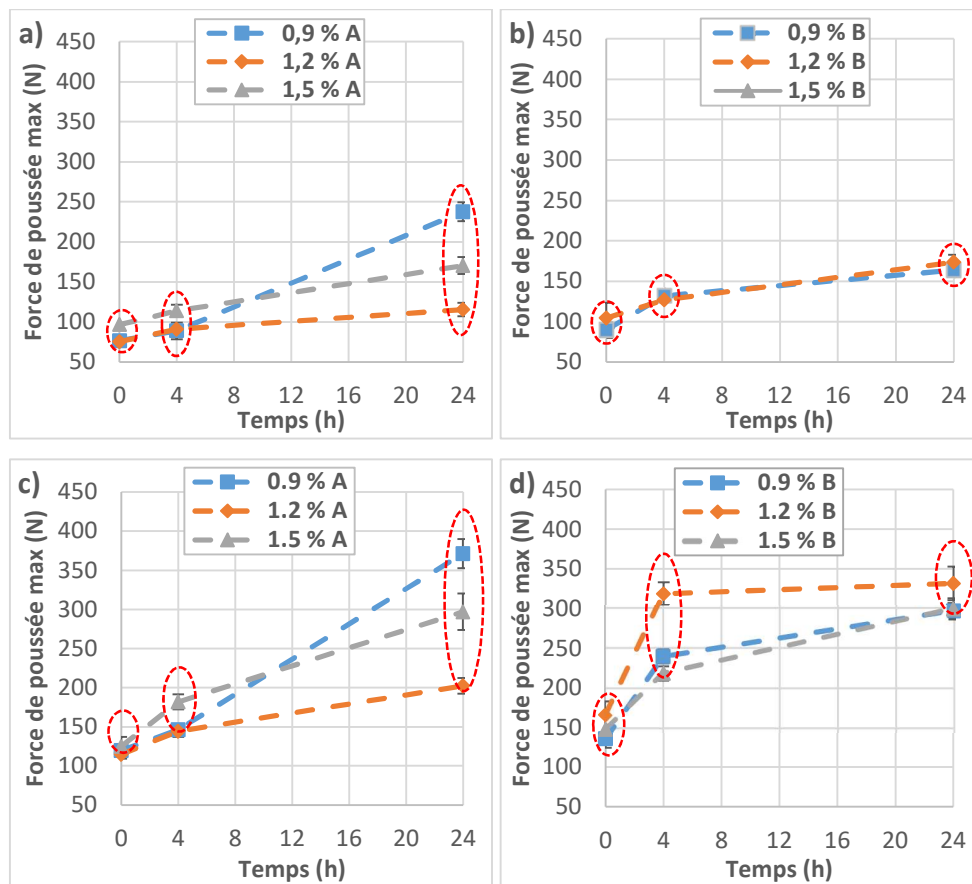 a)
0,9 % A
1,2 % A
1,5 % A
Force de poussée max (N)
450
400
350
300
250
200
150
100
50
0 4 8 12 16 20 24
Temps (h)
b)
0,9 % B
1,2 % B
1,5 % B
Force de poussée max (N)
450
400
350
300
250
200
150
100
50
0 4 8 12 16 20 24
Temps (h)
c)
0.9 % A
1.2 % A
1.5 % A
Force de poussée max (N)
450
400
350
300
250
200
150
100
50
0 4 8 12 16 20 24
Temps (h)
d)
0.9 % B
1.2 % B
1.5 % B
Force de poussée max (N)
450
400
350
300
250
200
150
100
50
0 4 8 12 16 20 24
Temps (h)